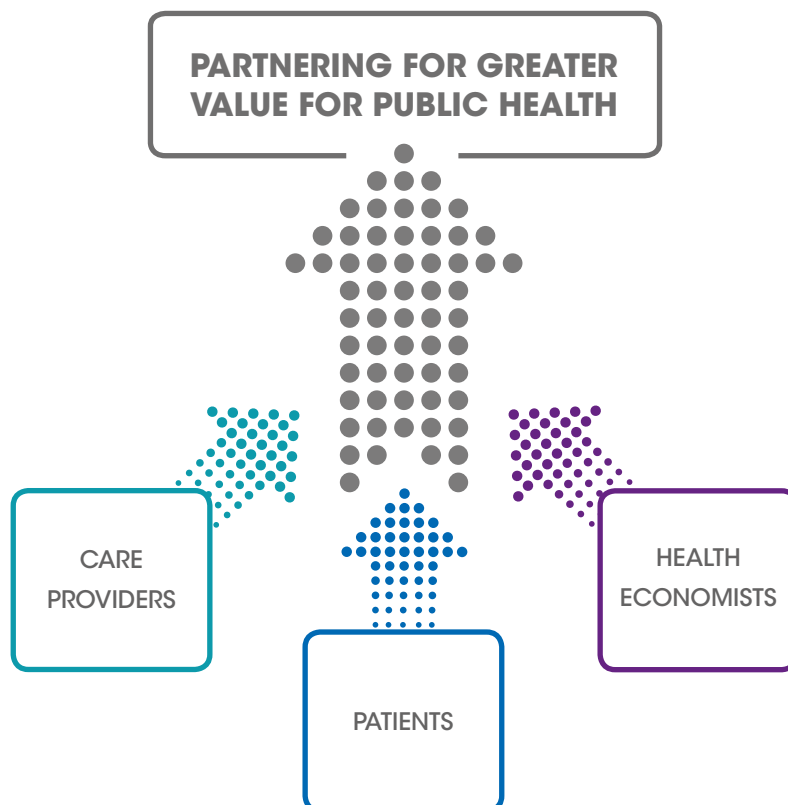 PARTNERING FOR GREATER
VALUE FOR PUBLIC HEALTH
CARE
PROVIDERS
HEALTH
ECONOMISTS
PATIENTS